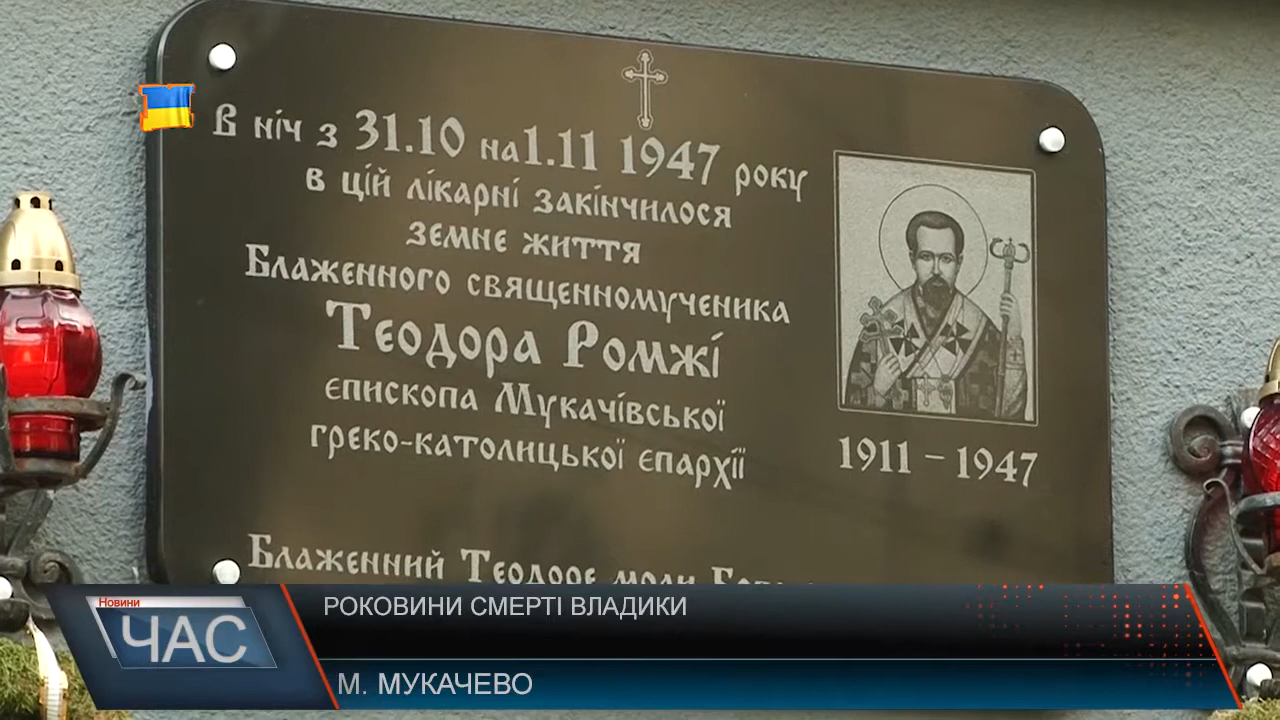 В ніч з 31.10 на 1.11 1947 року
в цій лікарні закінчилося
земне життя
Блаженного священномученика
Теодора Ромжі
єпископа Мукачівської
греко-католицької єпархії
1911 – 1947
Блаженний Теодоре моли
Новини
ЧАС
РОКОВИНИ СМЕРТІ ВЛАДИКИ
М. МУКАЧЕВО